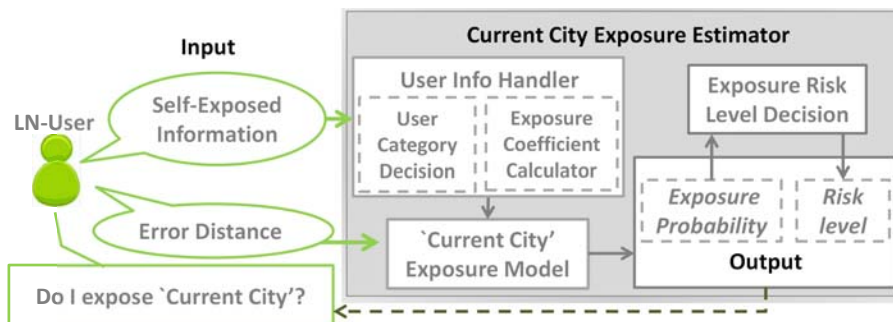 Input
Current City Exposure Estimator
LN-User
Self-Exposed
Information
User Info Handler
User
Category
Decision
Exposure
Coefficient
Calculator
Exposure Risk
Level Decision
Error Distance
`Current City’
Exposure Model
Exposure
Probability
Risk
level
Output
Do I expose `Current City’?